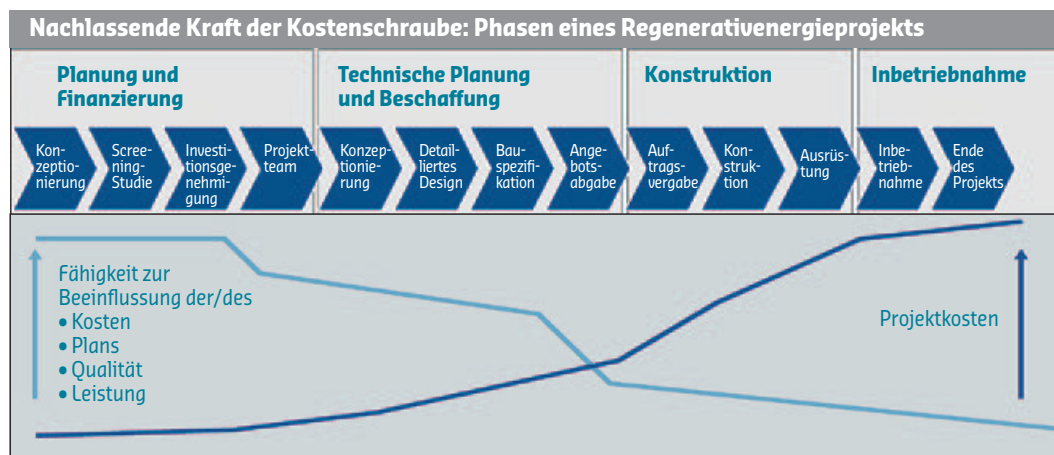 Nachlassende Kraft der Kostenschraube: Phasen eines Regenerativenergieprojekts
Planung und
Finanzierung
Technische Planung
und Beschaffung
Konstruktion
Inbetriebnahme
Kon-
zeptio-
nierung
Scree-
ning-
Studie
Investi-
tionsge-
nehmi-
gung
Projekt-
team
Konzep-
tionie-
rung
Detail-
liertes
Design
Bau-
spezifi-
kation
Ange-
bots-
abgabe
Auf-
trags-
vergabe
Kon-
struk-
tion
Ausrüs-
tung
Inbe-
trieb-
nahme
Ende
des
Projekts
Fähigkeit zur
Beeinflussung der/des
• Kosten
• Plans
• Qualität
• Leistung
Projektkosten